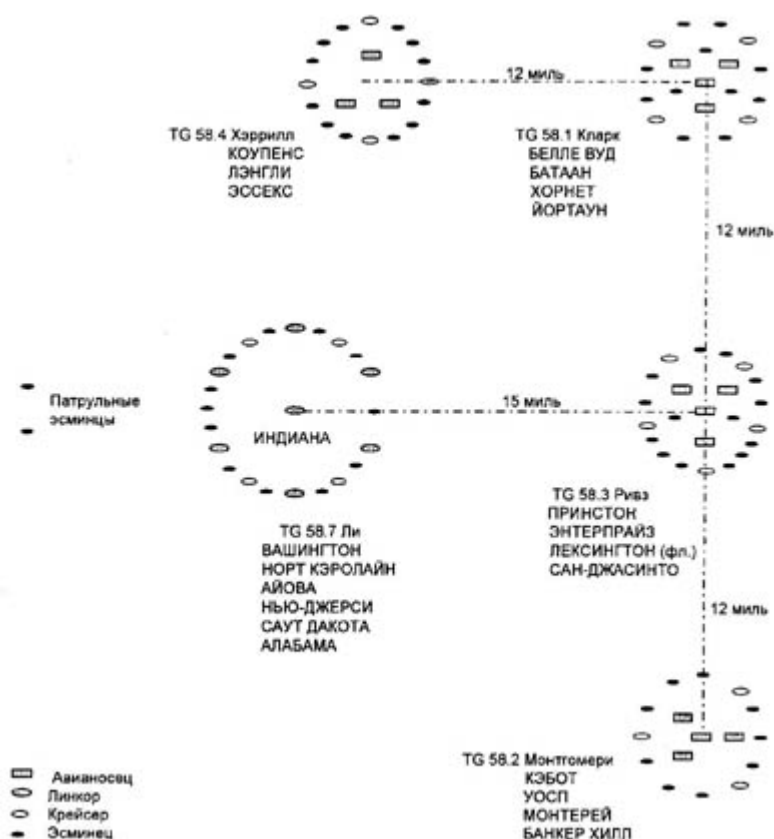 12 миль
TG 58.4 Хэррилл
КОУПЕНС
ЛЭНГЛИ
ЭССЕКС
TG 58.1 Кларк
БЕЛЛЕ ВУД
БАТААН
ХОРНЕТ
ЙОРТАУН
12 миль
Патрульные
эсминцы
15 миль
ИНДИАНА
TG 58.7 Ли
ВАШИНГТОН
НОРТ КЭРОЛАЙН
АЙОВА
НЬЮ-ДЖЕРСИ
САУТ ДАКОТА
АЛАБАМА
TG 58.3 Ривз
ПРИНСТОН
ЭНТЕРПРАЙЗ
ЛЕКСИНГТОН (фл.)
САН-ДЖАСИНТО
12 миль
TG 58.2 Монтгомери
КЭБОТ
УОСП
МОНТЕРЕЙ
БАНКЕР ХИЛЛ
Авианосец
Линкор
Крейсер
Эсминец